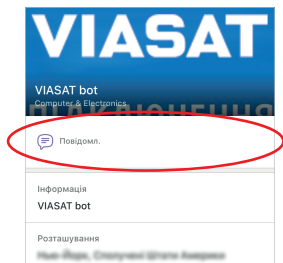 VIASAT
VIASAT bot
Computer & Electronics
Повідомл.
Інформація
VIASAT bot
Розташування